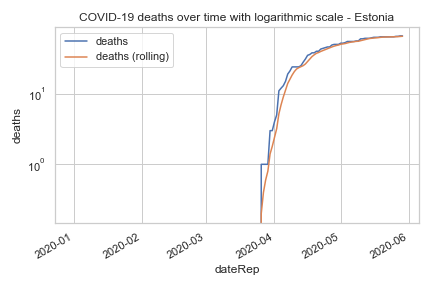 COVID-19 deaths over time with logarithmic scale - Estonia
deaths
deaths (rolling)
10¹
10⁰
deaths
2020-01
2020-02
2020-03
2020-04
2020-05
2020-06
dateRep